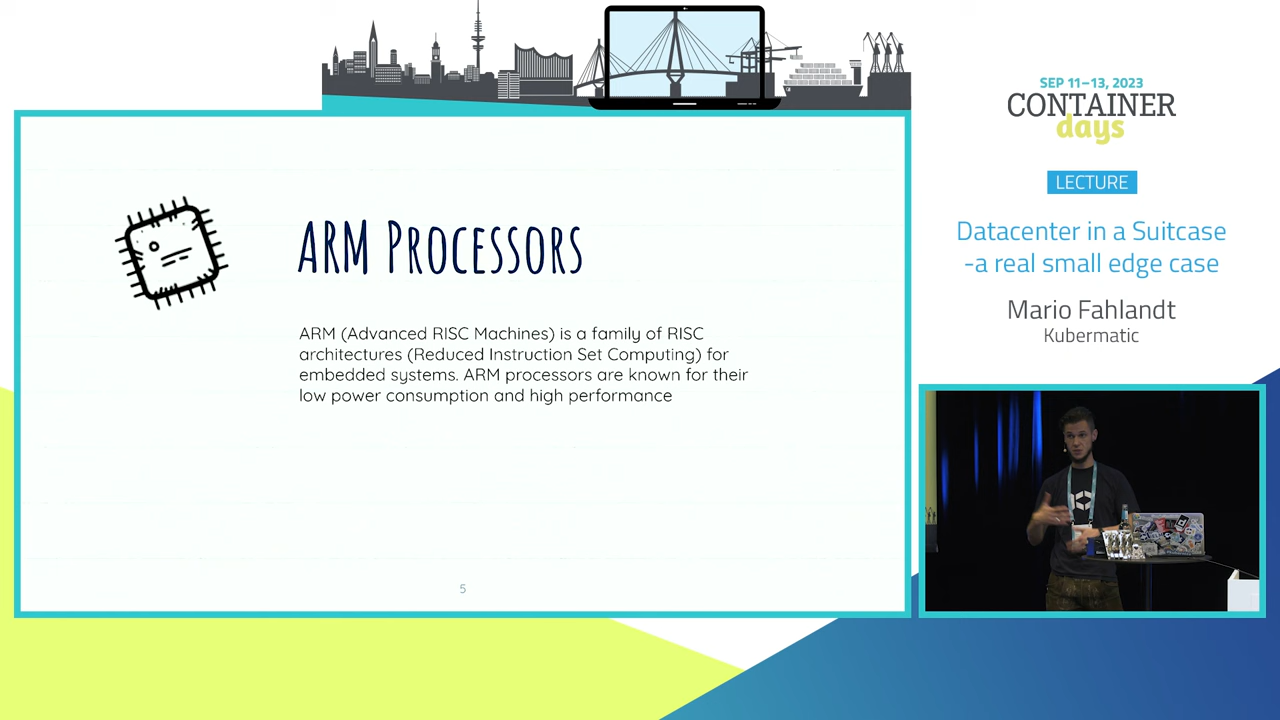 ARM PROCESSORS
ARM (Advanced RISC Machines) is a family of RISC
architectures (Reduced Instruction Set Computing) for
embedded systems. ARM processors are known for their
low power consumption and high performance
5
SEP 11–13, 2023
CONTAINER
days
LECTURE
Datacenter in a Suitcase
-a real small edge case
Mario Fahlandt
Kubermatic